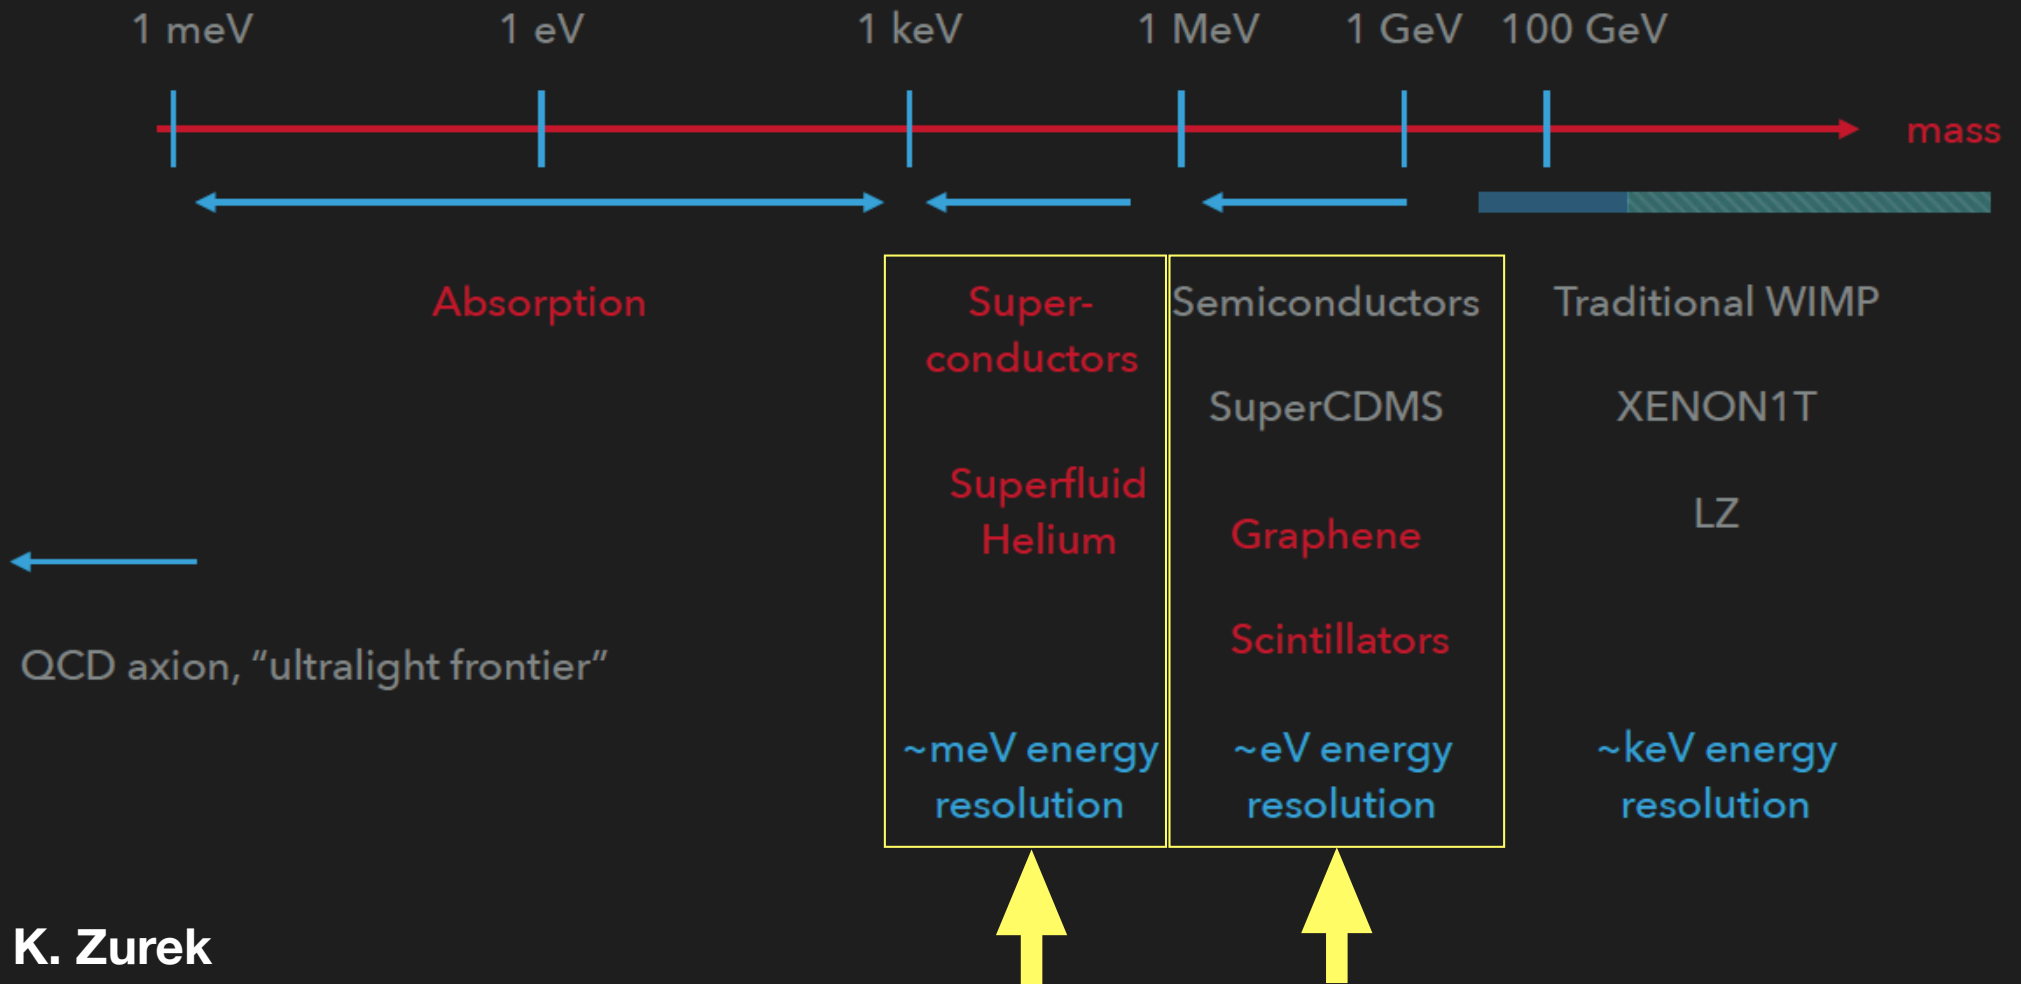 1 meV 1 eV 1 keV 1 MeV 1 GeV 100 GeV
mass
Absorption
Super-
conductors
Superfluid
Helium
~meV energy
resolution
Semiconductors
SuperCDMS
Graphene
Scintillators
~eV energy
resolution
Traditional WIMP
XENON1T
LZ
~keV energy
resolution
QCD axion, “ultralight frontier”
K. Zurek